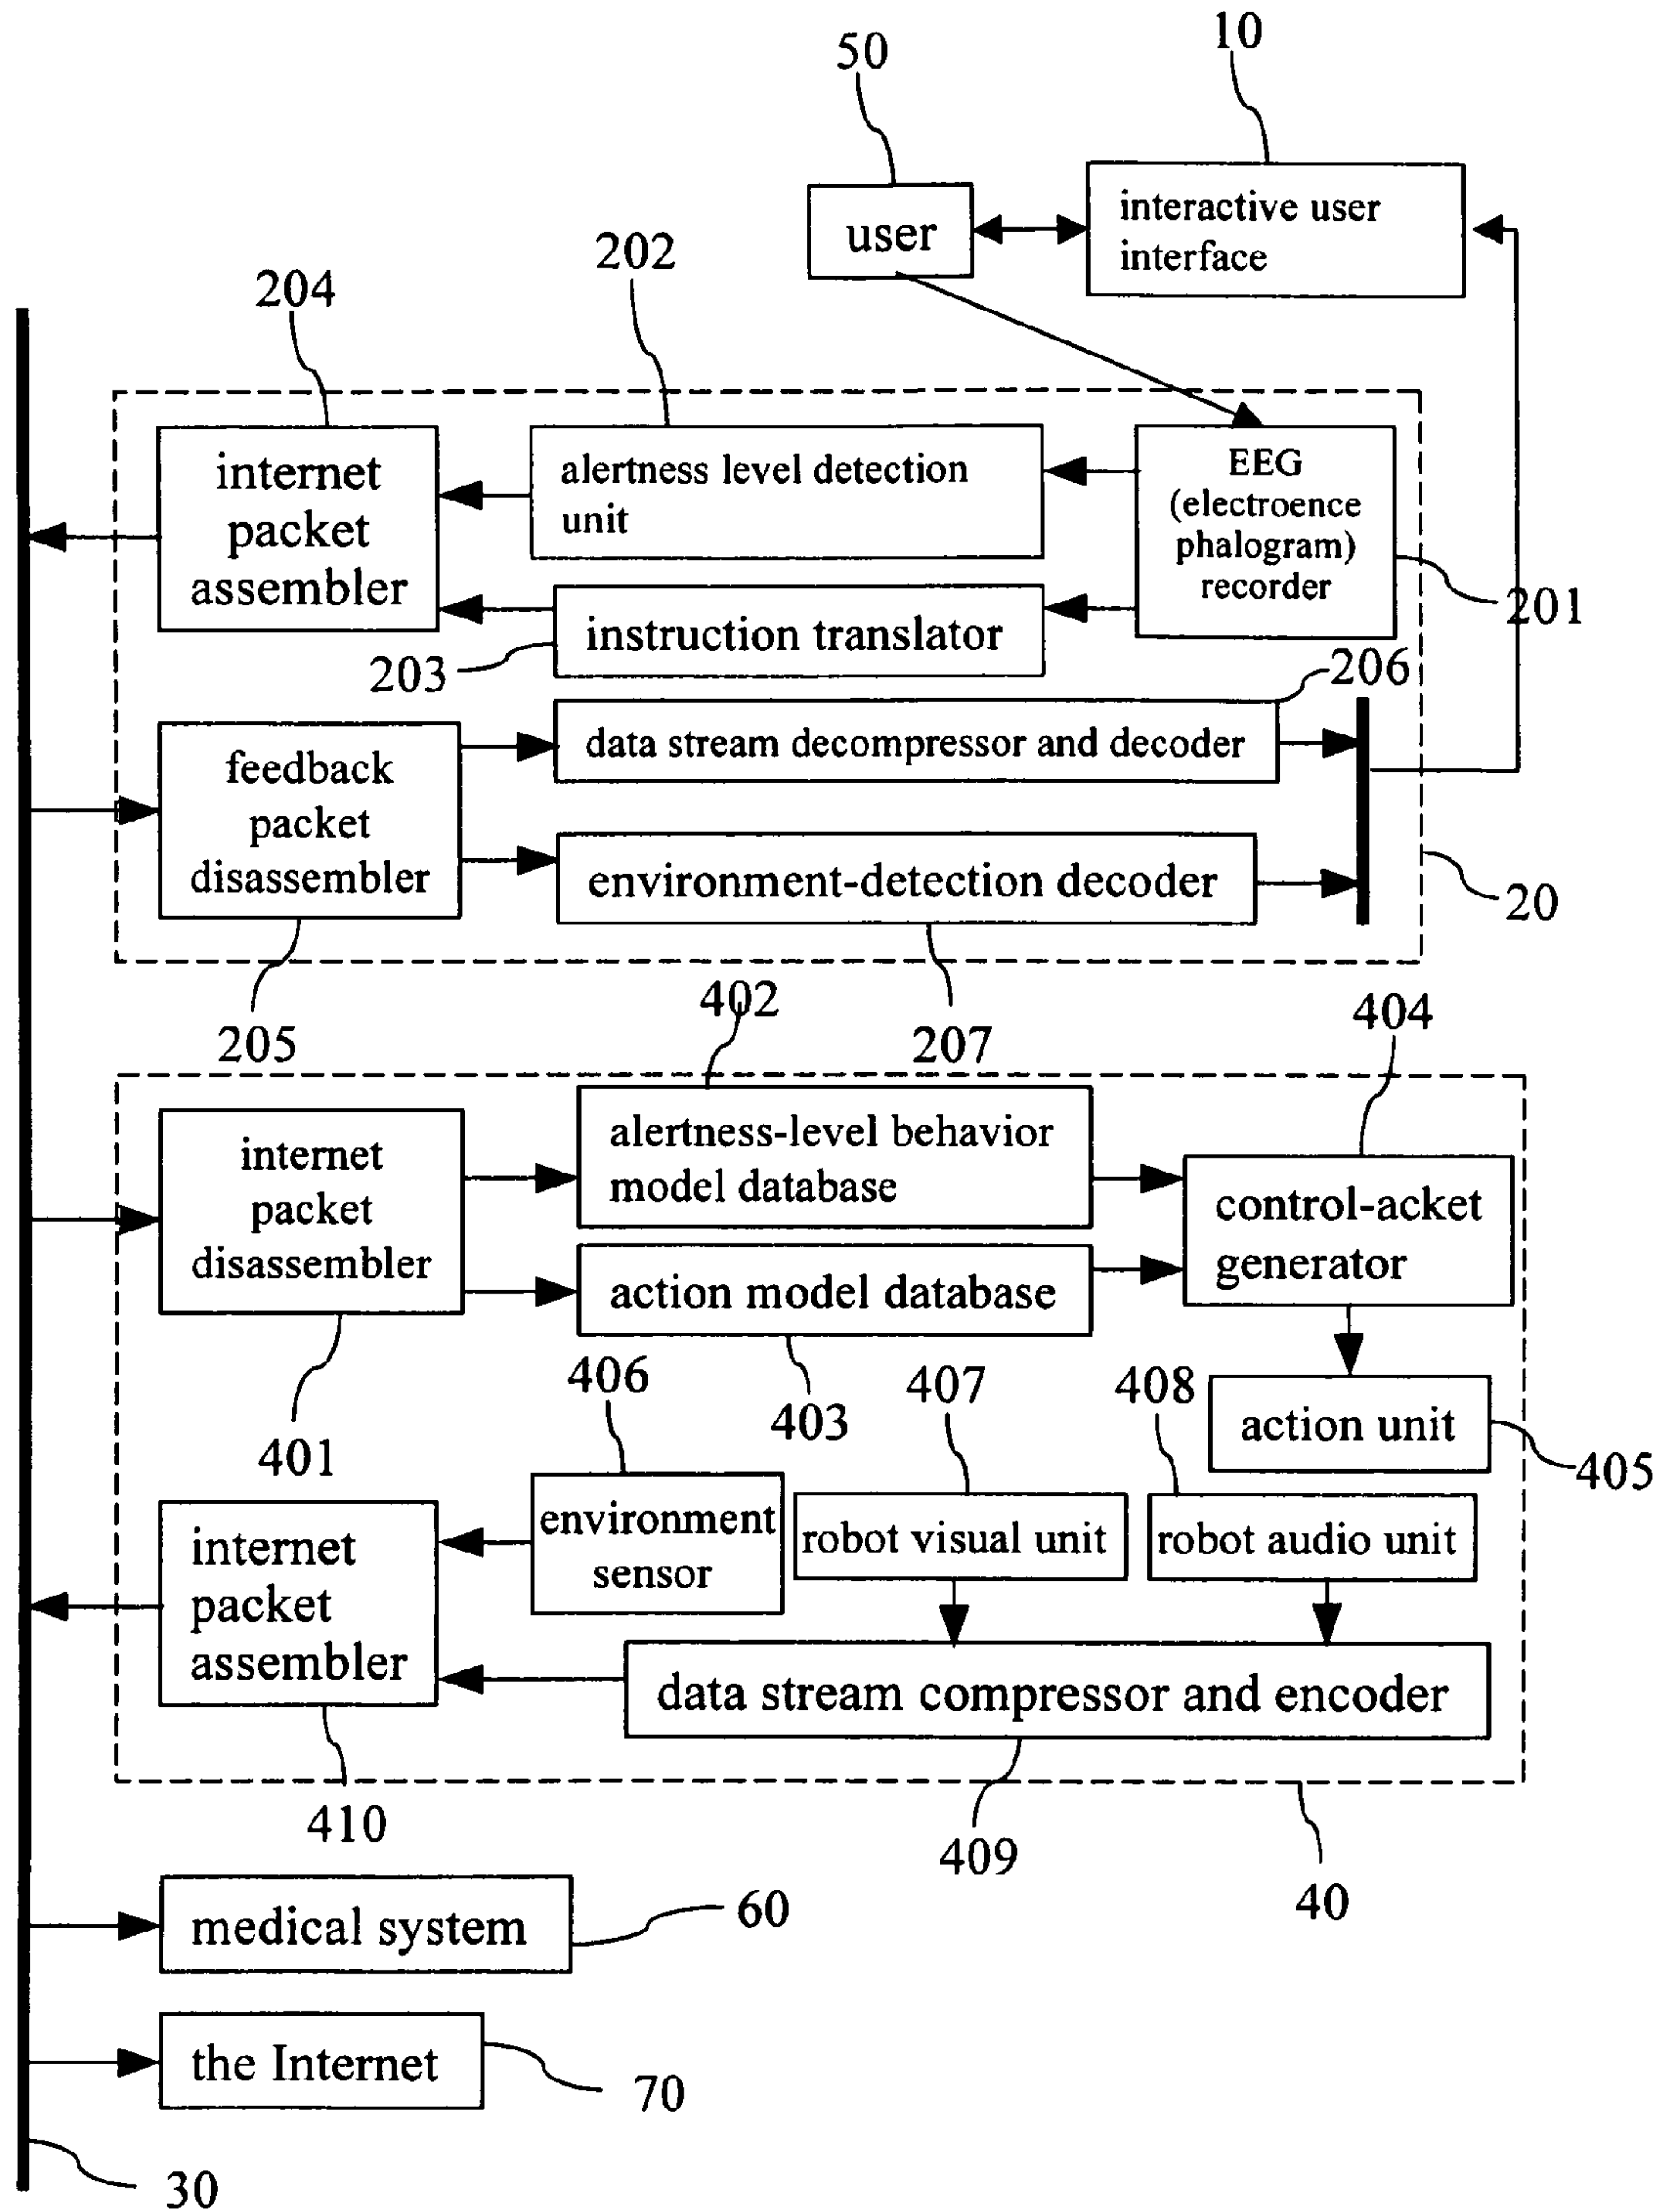 50
10
user
interactive user
interface
204
202
internet
packet
assembler
alertness level detection
unit
EEG
(electroence
phalogram)
recorder
201
instruction translator
203
206
feedback
packet
disassembler
data stream decompressor and decoder
environment-detection decoder
20
205
207
402
404
internet
packet
disassembler
alertness-level behavior
model database
control-acket
generator
action model database
401
406
403
407
408
action unit
405
internet
packet
assembler
environment
sensor
robot visual unit
robot audio unit
data stream compressor and encoder
410
409
40
medical system
60
the Internet
70
30